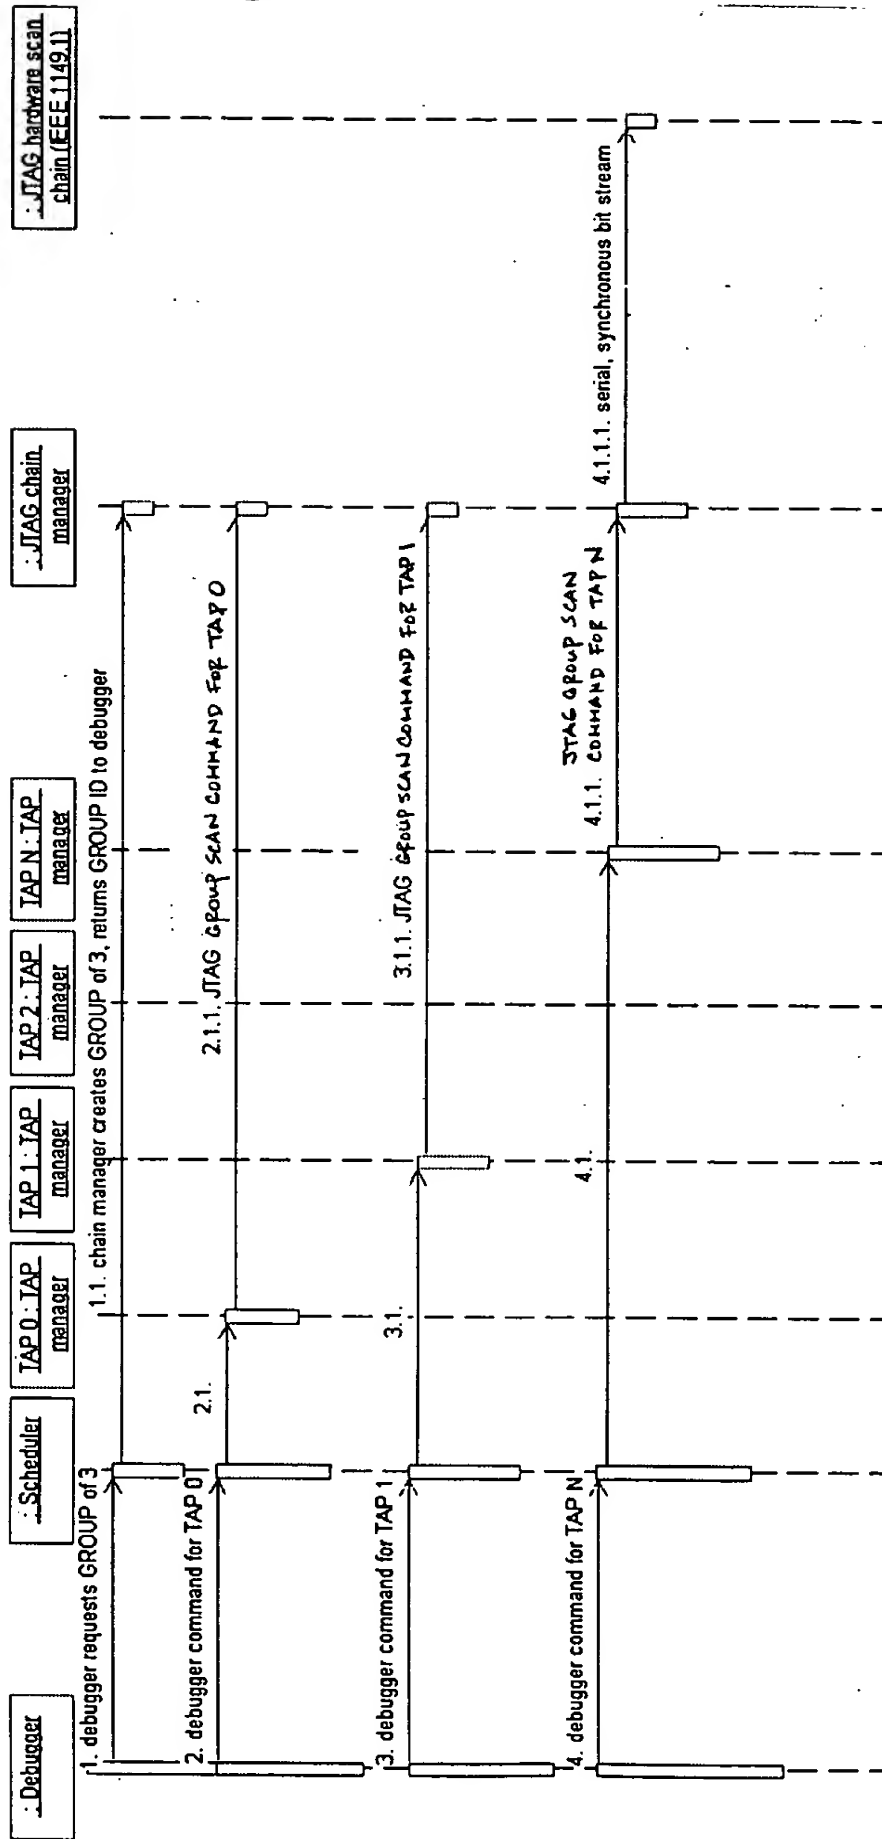 : Debugger
: Scheduler
TAP 0 : TAP
manager
TAP 1 : TAP
manager
TAP 2 : TAP
manager
TAP N : TAP
manager
: JTAG chain
manager
: JTAG hardware scan
chain (IEEE 1149.1)
1. debugger requests GROUP of 3
1.1. chain manager creates GROUP of 3, returns GROUP ID to debugger
2. debugger command for TAP 0
2.1.
2.1.1. JTAG GROUP SCAN COMMAND FOR TAP 0
3. debugger command for TAP 1
3.1.
3.1.1. JTAG GROUP SCAN COMMAND FOR TAP 1
4. debugger command for TAP N
4.1.
JTAG GROUP SCAN
4.1.1. COMMAND FOR TAP N
4.1.1.1. serial, synchronous bit stream